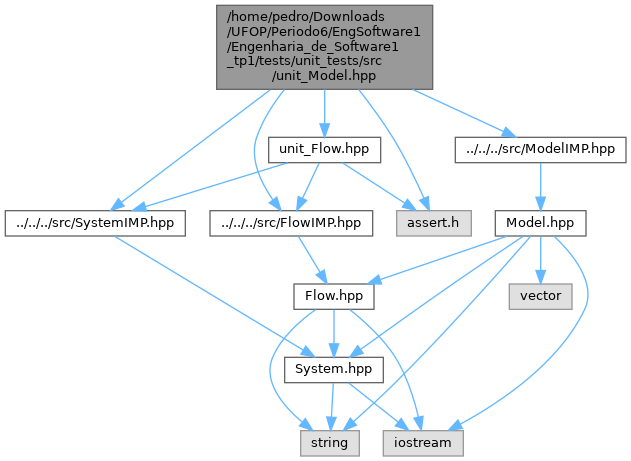 /home/pedro/Downloads
/UFOP/Periodo6/EngSoftware1
/Engenharia_de_Software1
_tp1/tests/unit_tests/src
/unit_Model.hpp
unit_Flow.hpp
../../../src/ModelIMP.hpp
../../../src/SystemIMP.hpp
../../../src/FlowIMP.hpp
assert.h
Model.hpp
Flow.hpp
vector
System.hpp
string
iostream